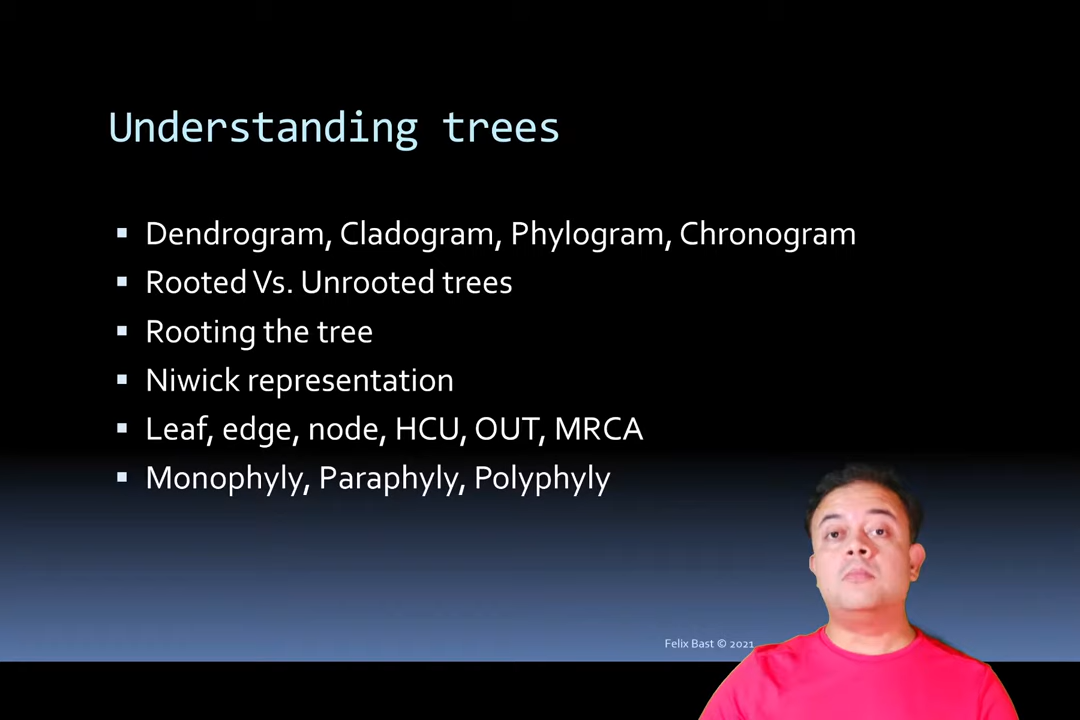 Understanding trees
Dendrogram, Cladogram, Phylogram, Chronogram
Rooted Vs. Unrooted trees
Rooting the tree
Niwick representation
Leaf, edge, node, HCU, OUT, MRCA
Monophyly, Paraphyly, Polyphyly
Felix Bast © 2021